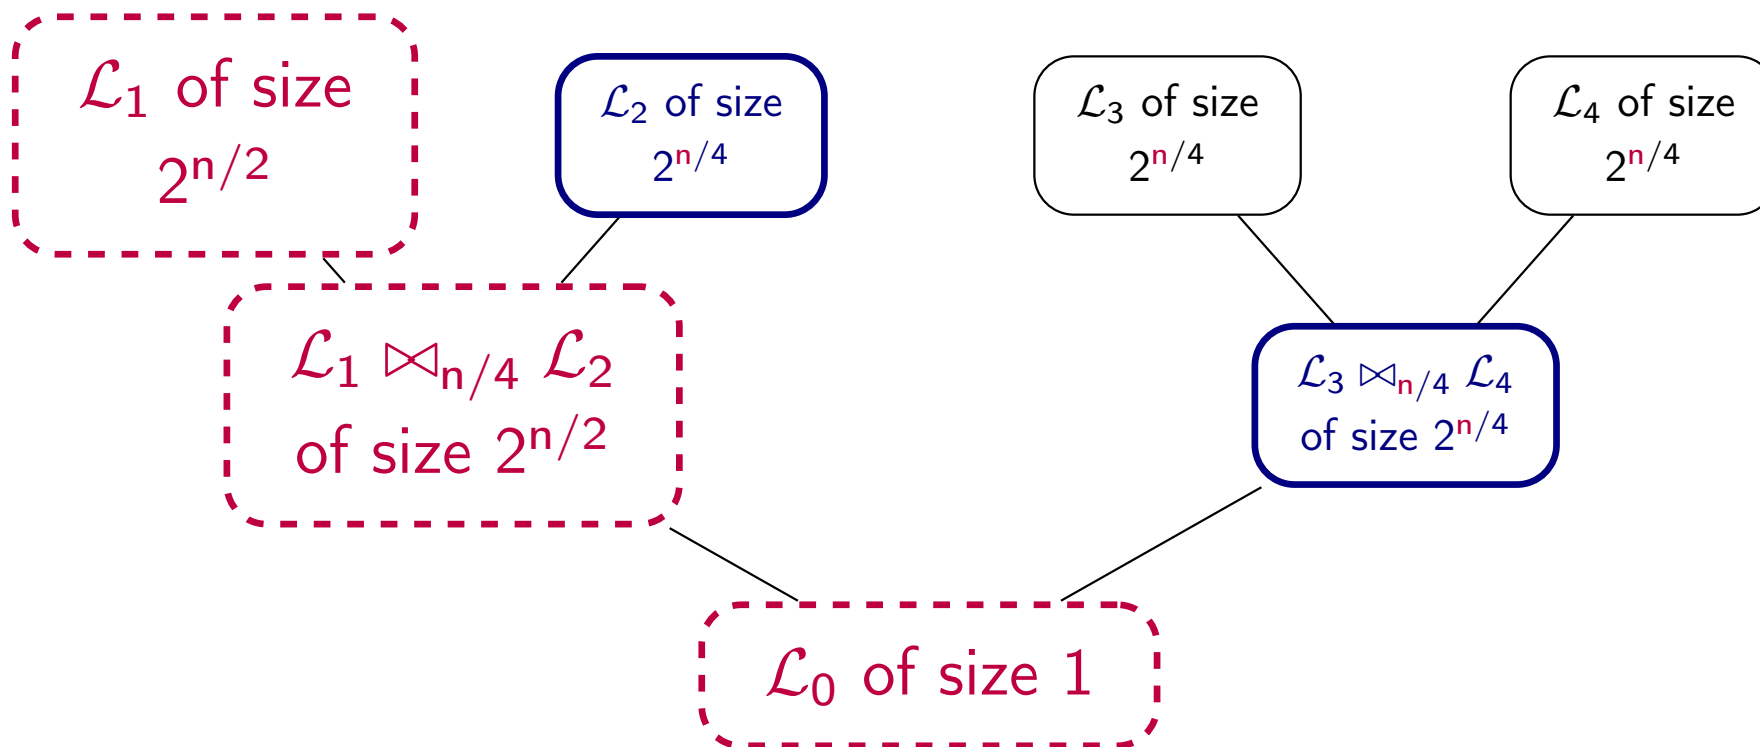 ℒ₁ of size
2^{n/2}
ℒ₂ of size
2^{n/4}
ℒ₃ of size
2^{n/4}
ℒ₄ of size
2^{n/4}
ℒ₁ ⋈_{n/4} ℒ₂
of size 2^{n/2}
ℒ₃ ⋈_{n/4} ℒ₄
of size 2^{n/4}
ℒ₀ of size 1